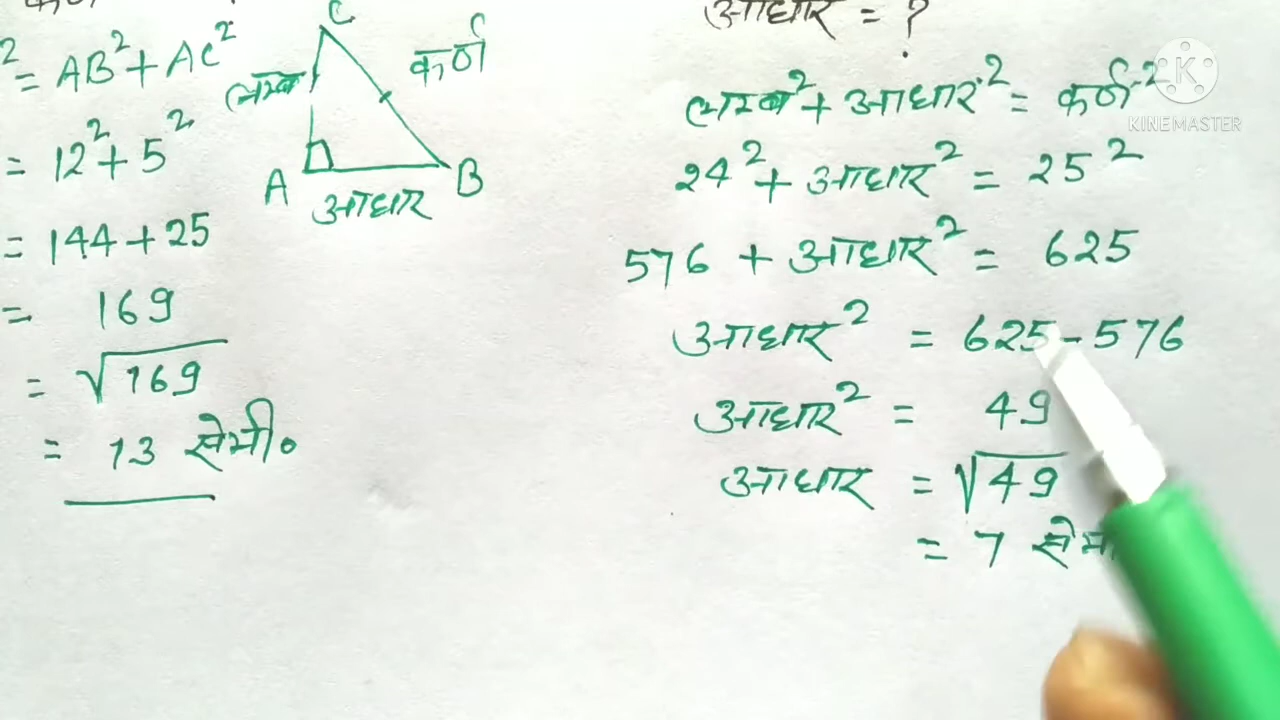 ² = AB² + AC²
= 12² + 5²
= 144 + 25
= 169
= √169
= 13 सेमी०
C
लम्ब
कर्ण
A
B
आधार
आधार = ?
लम्ब² + आधार² = कर्ण²
24² + आधार² = 25²
576 + आधार² = 625
आधार² = 625 - 576
आधार² = 49
आधार = √49
= 7 सेमी
K
KINEMASTER